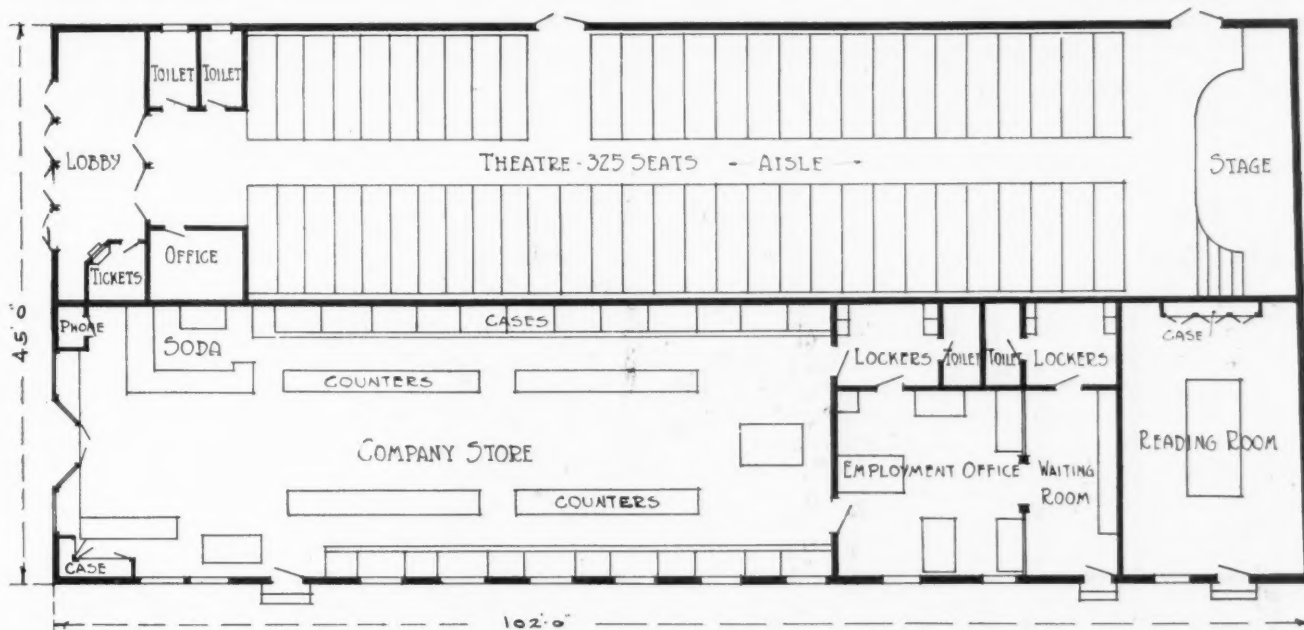 TOILET
TOILET
LOBBY
THEATRE - 325 SEATS - AISLE -
STAGE
OFFICE
TICKETS
45'-0"
PHONE
SODA
CASES
COUNTERS
LOCKERS
TOILET
TOILET
LOCKERS
CASE
COMPANY STORE
EMPLOYMENT OFFICE
WAITING
ROOM
READING ROOM
COUNTERS
CASE
102'-0"